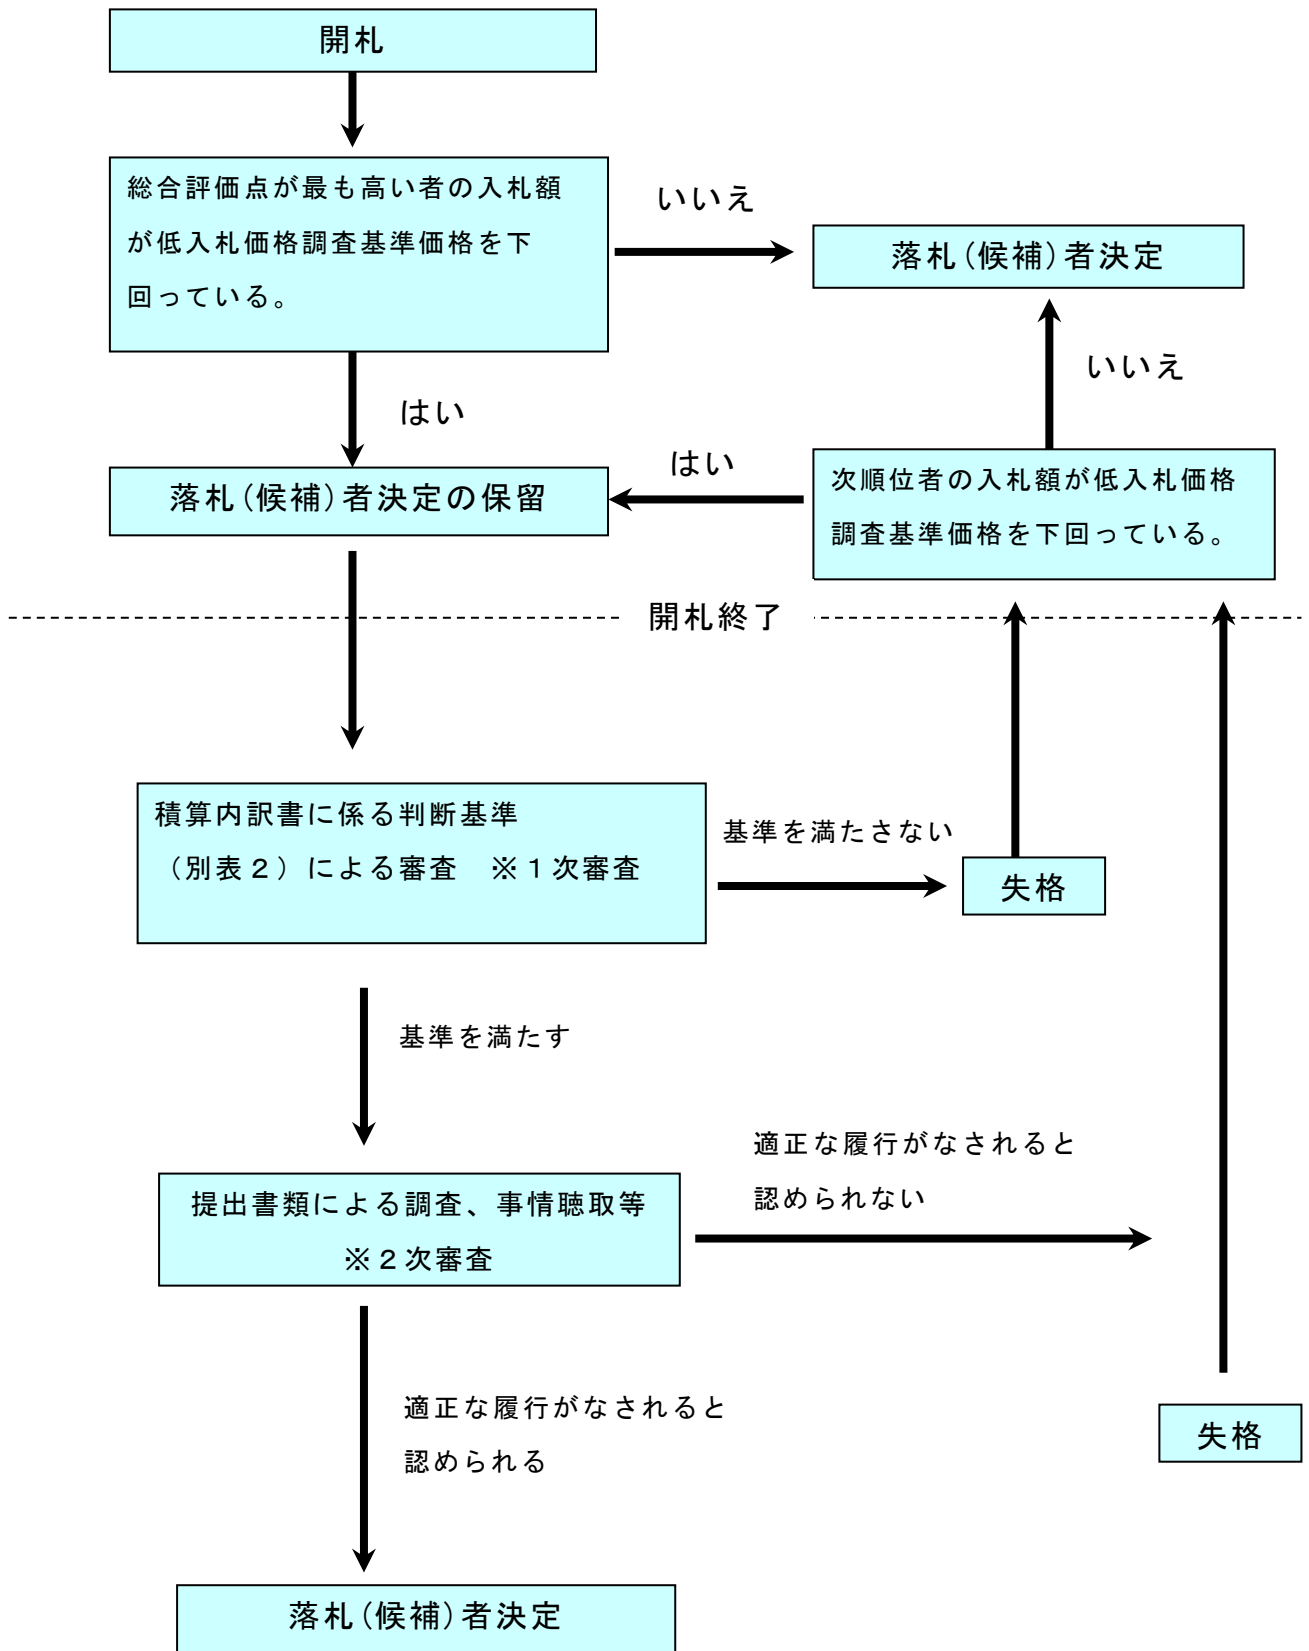 開札
総合評価点が最も高い者の入札額
が低入札価格調査基準価格を下
回っている。
いいえ
落札(候補)者決定
いいえ
はい
はい
落札(候補)者決定の保留
次順位者の入札額が低入札価格
調査基準価格を下回っている。
開札終了
積算内訳書に係る判断基準
（別表２）による審査　※１次審査
基準を満たさない
失格
基準を満たす
適正な履行がなされると
認められない
提出書類による調査、事情聴取等
※２次審査
適正な履行がなされると
認められる
失格
落札(候補)者決定